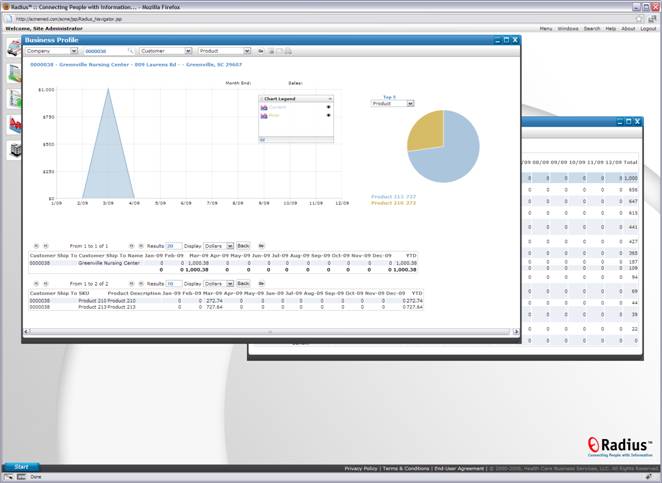 Radius™ :: Connecting People with Information... - Mozilla Firefox
http://acmemed.com/acme/jsp/Radius_Navigator.jsp
Welcome, Site Administrator
Menu Windows Search Help About Logout
Business Profile
Company 0000038 Customer Product
0000038 - Greenville Nursing Center - 809 Laurens Rd - - Greenville, SC 29607
Month End: Sales:
$1,000
$750
$500
$250
$0
1/09 2/09 3/09 4/09 5/09 6/09 7/09 8/09 9/09 10/09 11/09 12/09
Chart Legend
Current
Prior
Top 5
Product
Product 213 727
Product 210 272
From 1 to 1 of 1 Results 20 Display Dollars Back
Customer Ship To Customer Ship To Name Jan-09 Feb-09 Mar-09 Apr-09 May-09 Jun-09 Jul-09 Aug-09 Sep-09 Oct-09 Nov-09 Dec-09 YTD
0000038 Greenville Nursing Center 0 0 1,000.38 0 0 0 0 0 0 0 0 0 1,000.38
0 0 1,000.38 0 0 0 0 0 0 0 0 0 1,000.38
From 1 to 2 of 2 Results 10 Display Dollars Back
Customer Ship To SKU Product Description Jan-09 Feb-09 Mar-09 Apr-09 May-09 Jun-09 Jul-09 Aug-09 Sep-09 Oct-09 Nov-09 Dec-09 YTD
0000038 Product 210 Product 210 0 0 272.74 0 0 0 0 0 0 0 0 0 272.74
0000038 Product 213 Product 213 0 0 727.64 0 0 0 0 0 0 0 0 0 727.64
/09 08/09 09/09 10/09 11/09 12/09 Total
0 0 0 0 0 0 1,000
0 0 0 0 0 0 656
0 0 0 0 0 0 647
0 0 0 0 0 0 615
0 0 0 0 0 0 441
0 0 0 0 0 0 427
0 0 0 0 0 0 385
0 0 0 0 0 0 187
0 0 0 0 0 0 109
0 0 0 0 0 0 94
0 0 0 0 0 0 69
0 0 0 0 0 0 44
0 0 0 0 0 0 39
0 0 0 0 0 0 22
0 0 0 0 0 0 0
Radius™
Connecting People with Information
Start
Privacy Policy | Terms & Conditions | End-User Agreement | © 2000-2008, Health Care Business Services, LLC. All Rights Reserved
Done